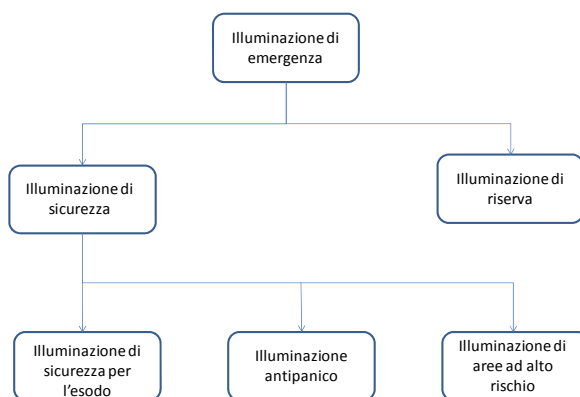 Illuminazione di
emergenza
Illuminazione di
sicurezza
Illuminazione di
riserva
Illuminazione di
sicurezza per
l'esodo
Illuminazione
antipanico
Illuminazione di
aree ad alto
rischio